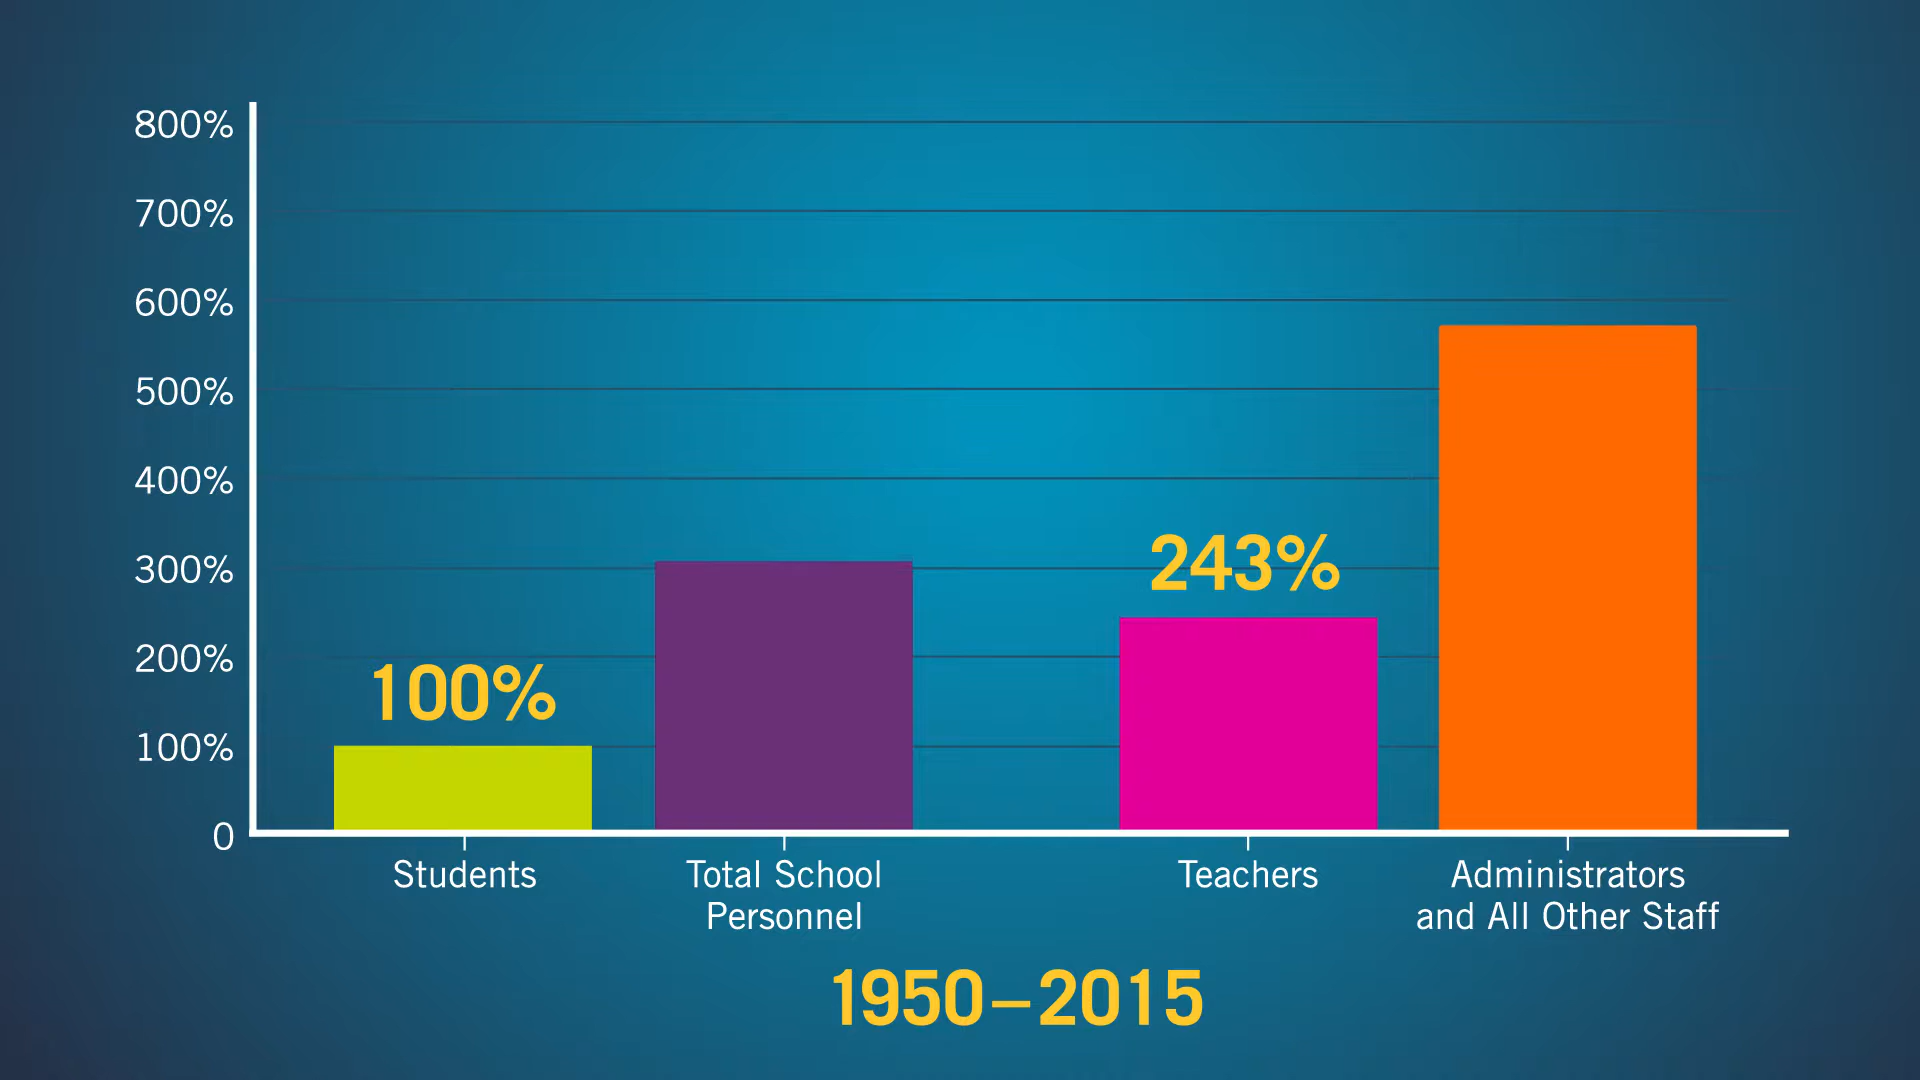 800%
700%
600%
500%
400%
300%
200%
100%
0
100%
243%
Students
Total School
Personnel
Teachers
Administrators
and All Other Staff
1950–2015